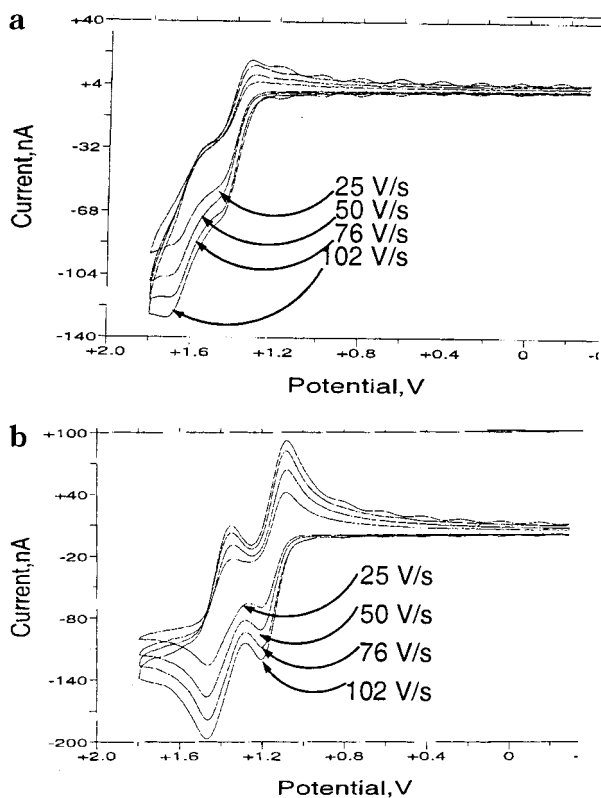 a
+40
+4
-32
-68
-104
-140
Current,nA
25 V/s
50 V/s
76 V/s
102 V/s
+2.0 +1.6 +1.2 +0.8 +0.4 0 -0
Potential,V
b
+100
+40
-20
-80
-140
-200
Current,nA
25 V/s
50 V/s
76 V/s
102 V/s
+2.0 +1.6 +1.2 +0.8 +0.4 0
Potential,V